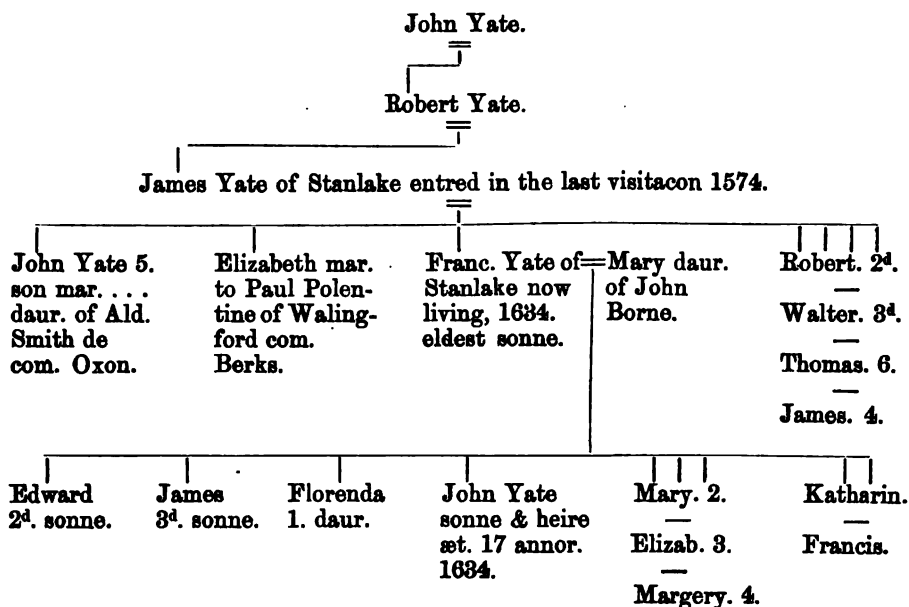 John Yate.
Robert Yate.
James Yate of Stanlake entred in the last visitacon 1574.
John Yate 5.
son mar. . . .
daur. of Ald.
Smith de
com. Oxon.
Elizabeth mar.
to Paul Polen-
tine of Waling-
ford com.
Berks.
Franc. Yate of
Stanlake now
living, 1634.
eldest sonne.
Mary daur.
of John
Borne.
Robert. 2d.
Walter. 3d.
Thomas. 6.
James. 4.
Edward
2d. sonne.
James
3d. sonne.
Florenda
1. daur.
John Yate
sonne & heire
æt. 17 annor.
1634.
Mary. 2.
Elizab. 3.
Margery. 4.
Katharin.
Francis.